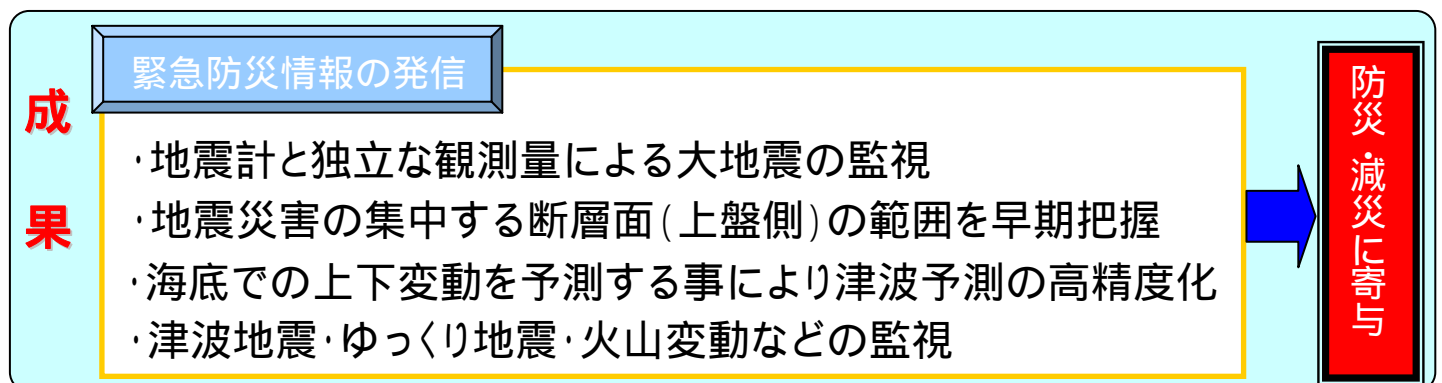 成果
緊急防災情報の発信
・地震計と独立な観測量による大地震の監視
・地震災害の集中する断層面(上盤側)の範囲を早期把握
・海底での上下変動を予測する事により津波予測の高精度化
・津波地震・ゆっくり地震・火山変動などの監視
防災・減災に寄与